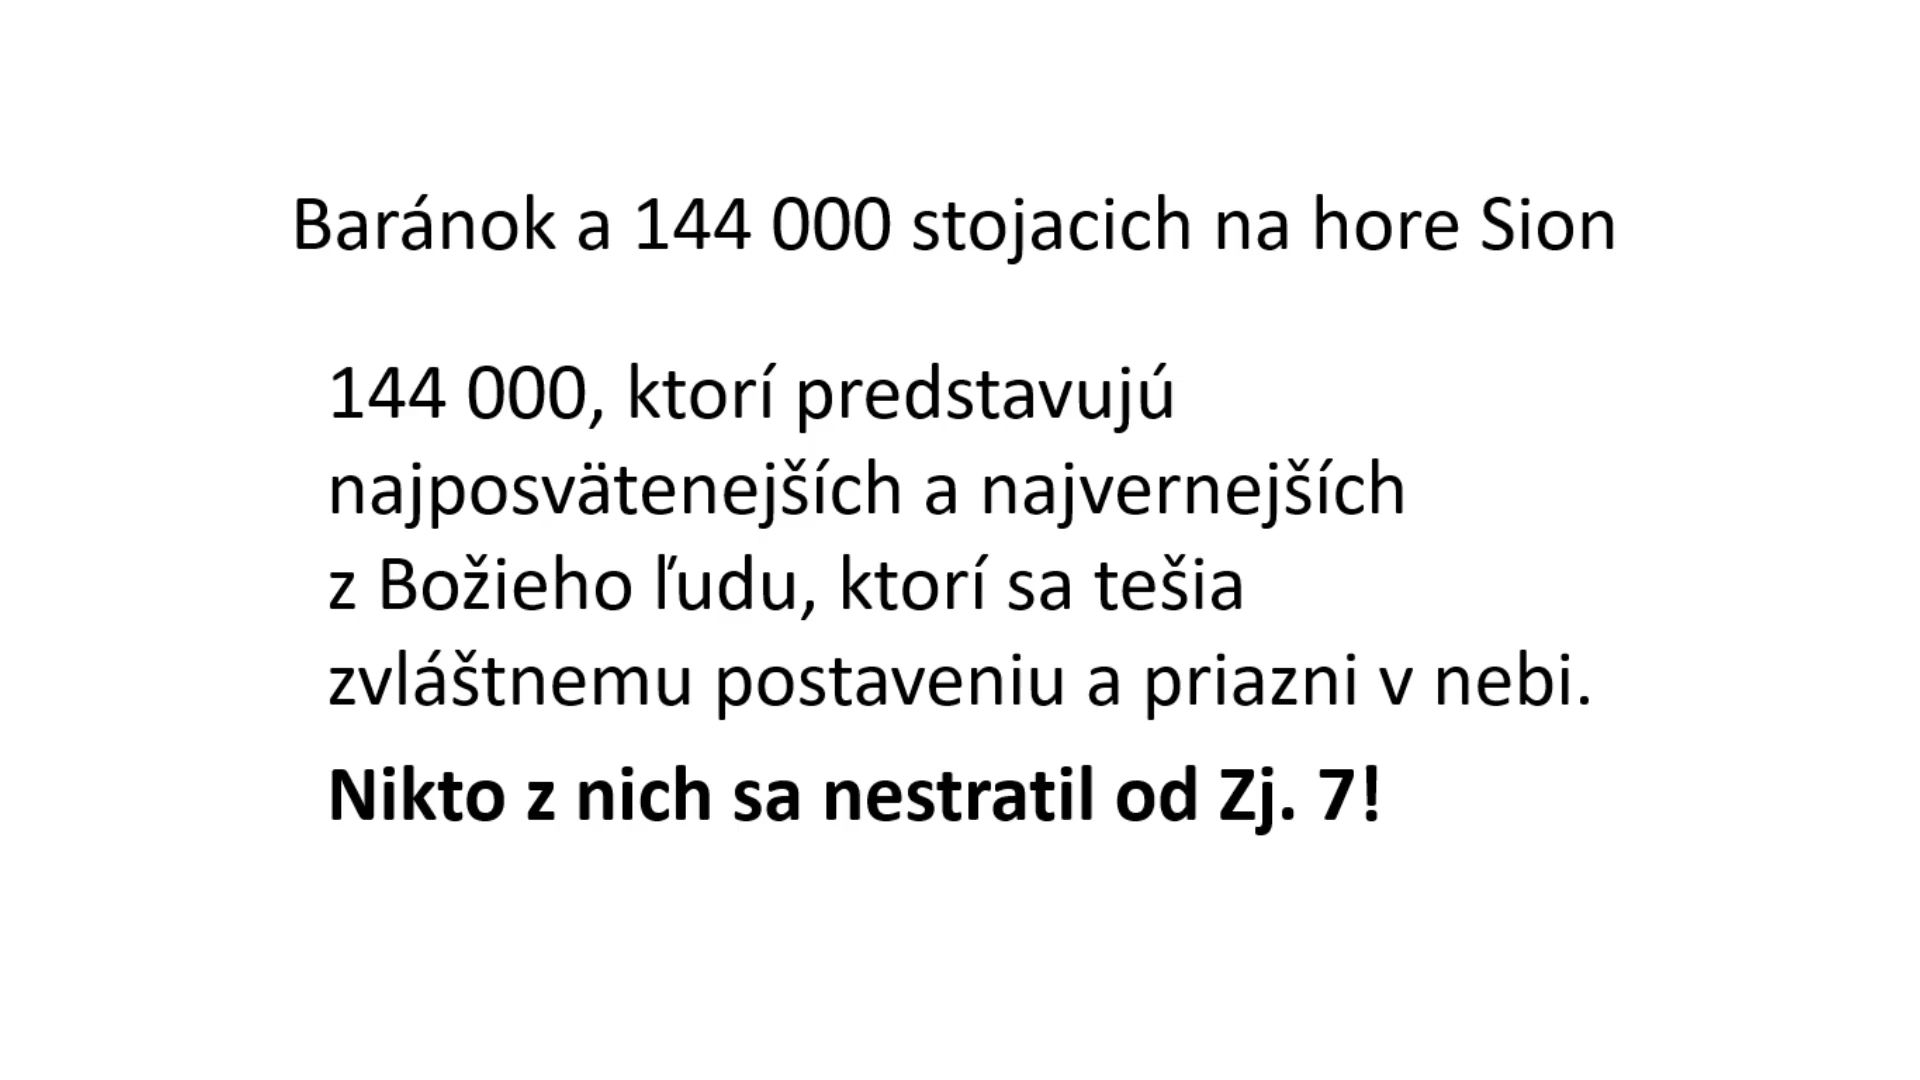 Baránok a 144 000 stojacich na hore Sion
144 000, ktorí predstavujú
najposvätenejších a najvernejších
z Božieho ľudu, ktorí sa tešia
zvláštnemu postaveniu a priazni v nebi.
Nikto z nich sa nestratil od Zj. 7!